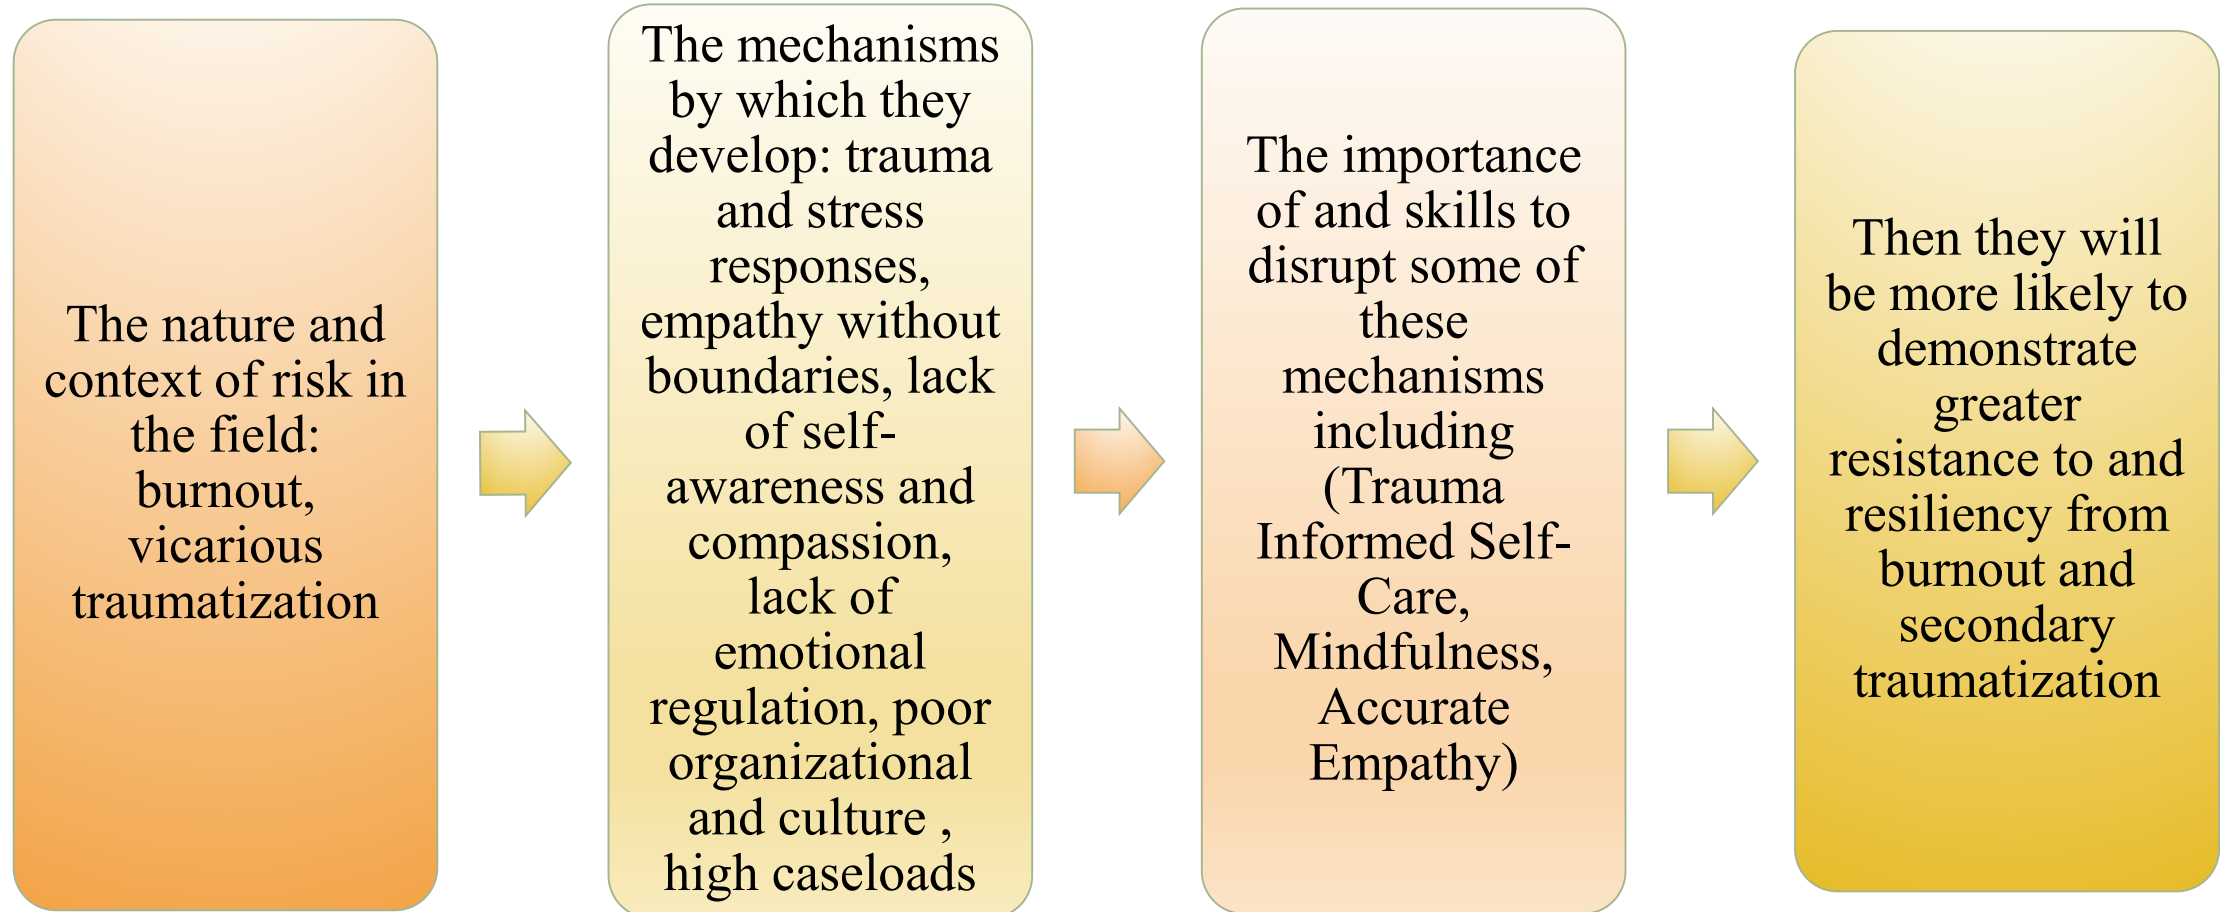 The nature and
context of risk in
the field:
burnout,
vicarious
traumatization
The mechanisms
by which they
develop: trauma
and stress
responses,
empathy without
boundaries, lack
of self-
awareness and
compassion,
lack of
emotional
regulation, poor
organizational
and culture ,
high caseloads
The importance
of and skills to
disrupt some of
these
mechanisms
including
(Trauma
Informed Self-
Care,
Mindfulness,
Accurate
Empathy)
Then they will
be more likely to
demonstrate
greater
resistance to and
resiliency from
burnout and
secondary
traumatization